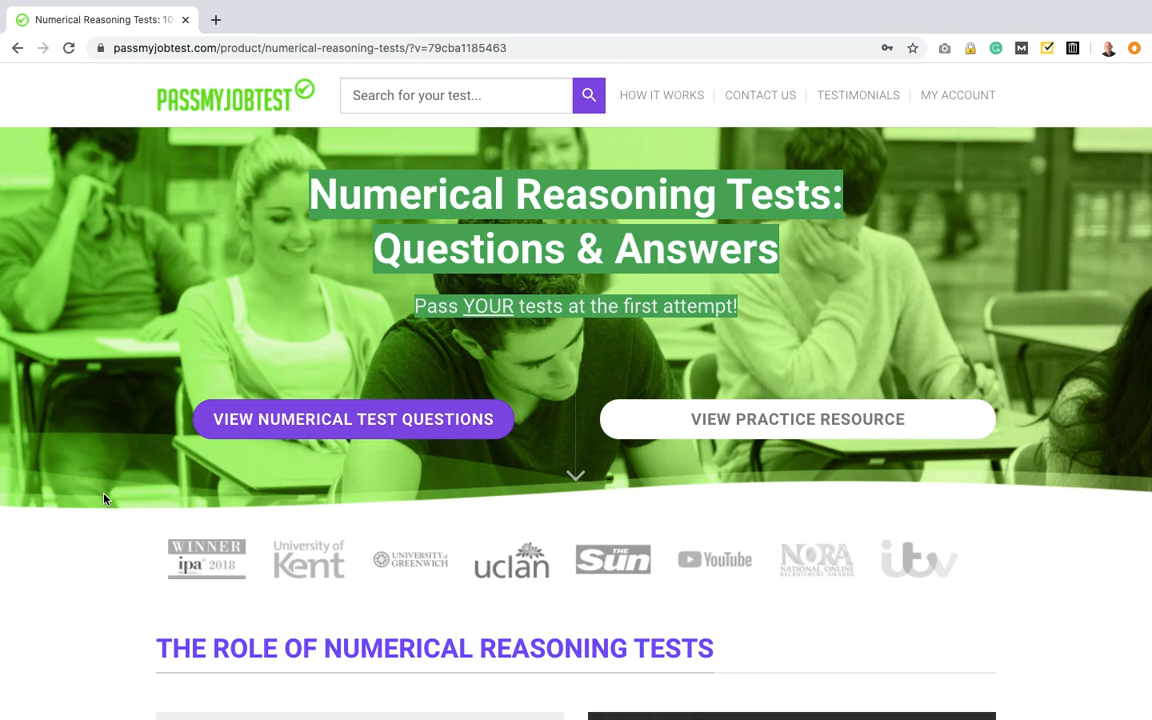 Numerical Reasoning Tests: 10
passmyjobtest.com/product/numerical-reasoning-tests/?v=79cba1185463
PASSMYJOBTEST
Search for your test...
HOW IT WORKS
CONTACT US
TESTIMONIALS
MY ACCOUNT
Numerical Reasoning Tests:
Questions & Answers
Pass YOUR tests at the first attempt!
VIEW NUMERICAL TEST QUESTIONS
VIEW PRACTICE RESOURCE
WINNER
ipa 2018
University of
Kent
UNIVERSITY of
GREENWICH
uclan
THE
Sun
YouTube
NORA
NATIONAL ONLINE
RECRUITMENT AWARDS
itv
THE ROLE OF NUMERICAL REASONING TESTS